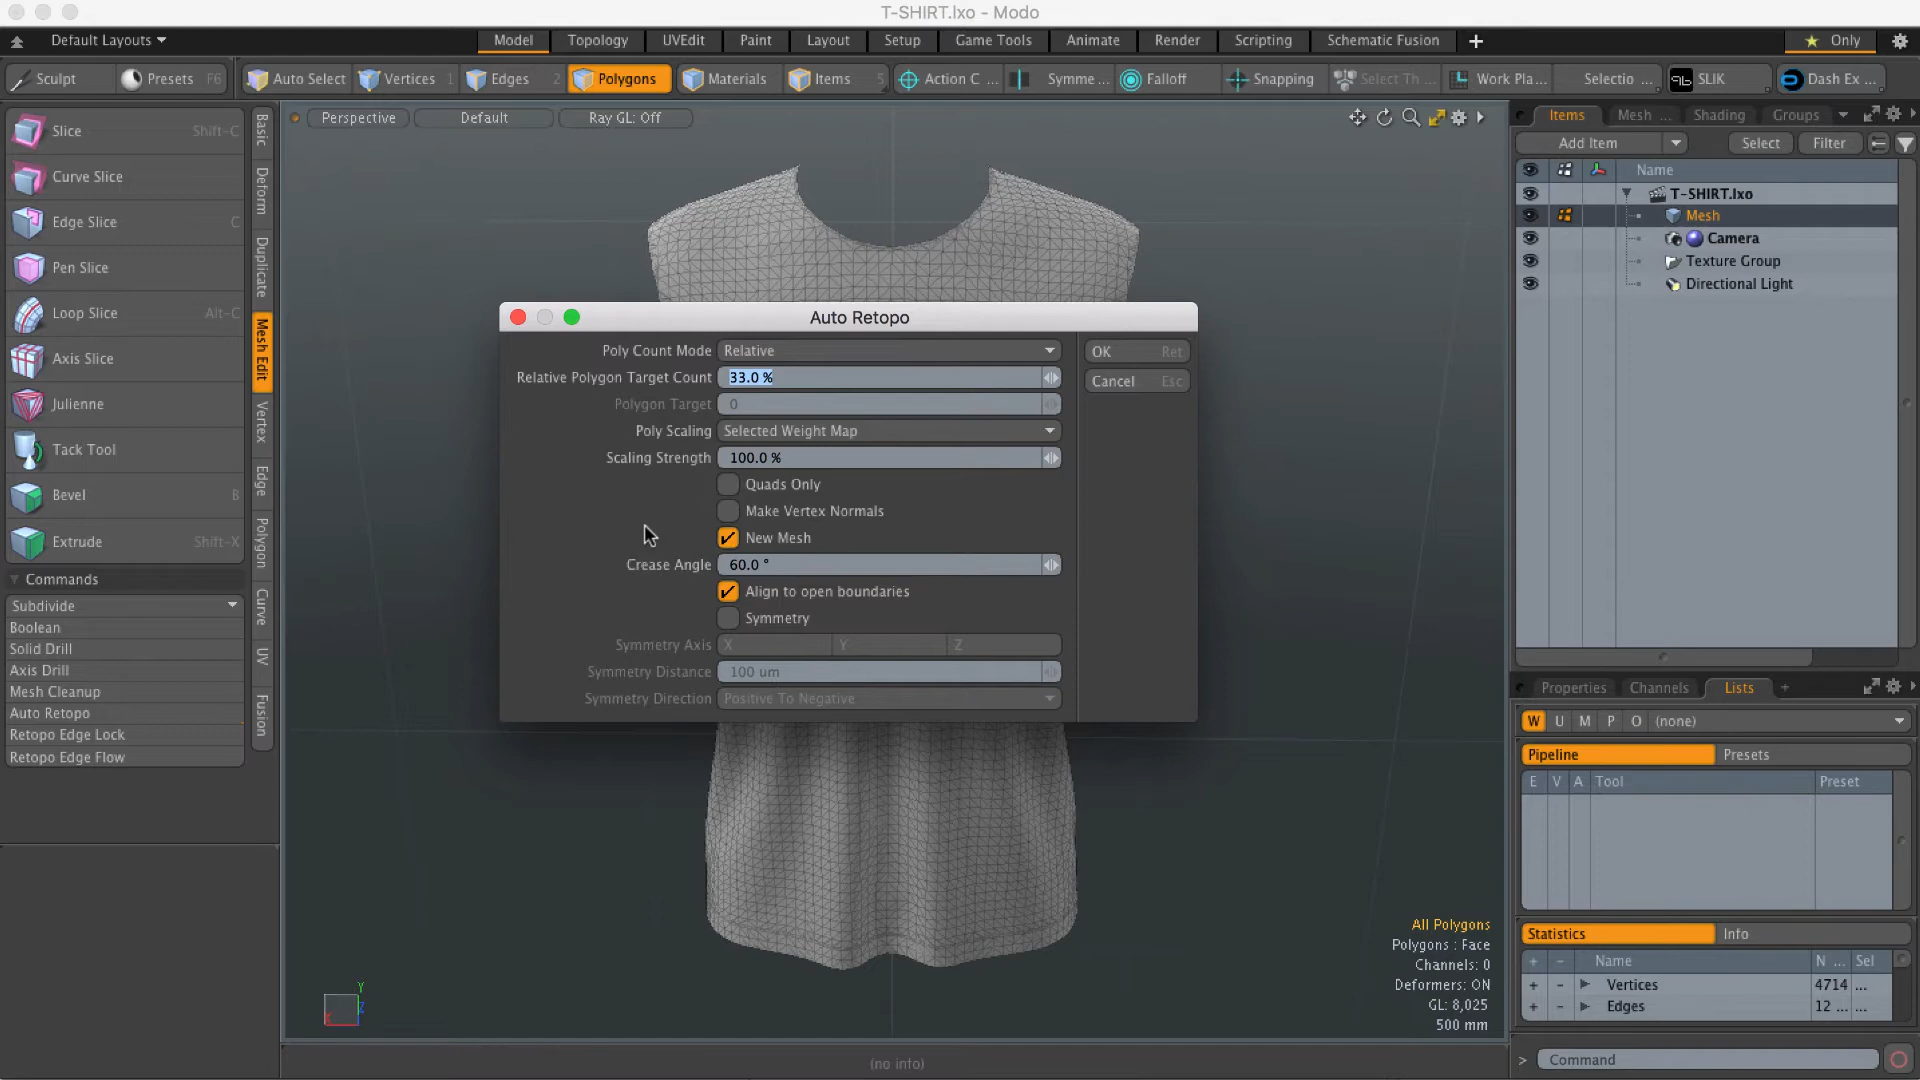 T-SHIRT.lxo - Modo
Default Layouts
Model Topology UVEdit Paint Layout Setup Game Tools Animate Render Scripting Schematic Fusion Only
Sculpt Presets F6 Auto Select Vertices 1 Edges 2 Polygons Materials Items 5 Action C ... Symme ... Falloff Snapping Select Th ... Work Pla... Selectio ... SLIK Dash Ex ...
Perspective Default Ray GL: Off
Slice Shift-C
Curve Slice
Edge Slice C
Pen Slice
Loop Slice Alt-C
Axis Slice
Julienne
Tack Tool
Bevel B
Extrude Shift-X
Commands
Subdivide
Boolean
Solid Drill
Axis Drill
Mesh Cleanup
Auto Retopo
Retopo Edge Lock
Retopo Edge Flow
Basic
Deform
Duplicate
Mesh Edit
Vertex
Edge
Polygon
Curve
UV
Fusion
Auto Retopo
Poly Count Mode Relative
Relative Polygon Target Count 33.0 %
Polygon Target 0
Poly Scaling Selected Weight Map
Scaling Strength 100.0 %
Quads Only
Make Vertex Normals
New Mesh
Crease Angle 60.0 °
Align to open boundaries
Symmetry
Symmetry Axis X Y Z
Symmetry Distance 100 um
Symmetry Direction Positive To Negative
OK Ret
Cancel Esc
All Polygons
Polygons : Face
Channels: 0
Deformers: ON
GL: 8,025
500 mm
Y
Z
X
(no info)
Items Mesh ... Shading Groups
Add Item Select Filter
Name
T-SHIRT.lxo
Mesh
Camera
Texture Group
Directional Light
Properties Channels Lists +
W U M P O (none)
Pipeline Presets
E V A Tool Preset
Statistics Info
+ - Name N ... Sel
+ - Vertices 4714 ...
+ - Edges 12 ... ...
> Command